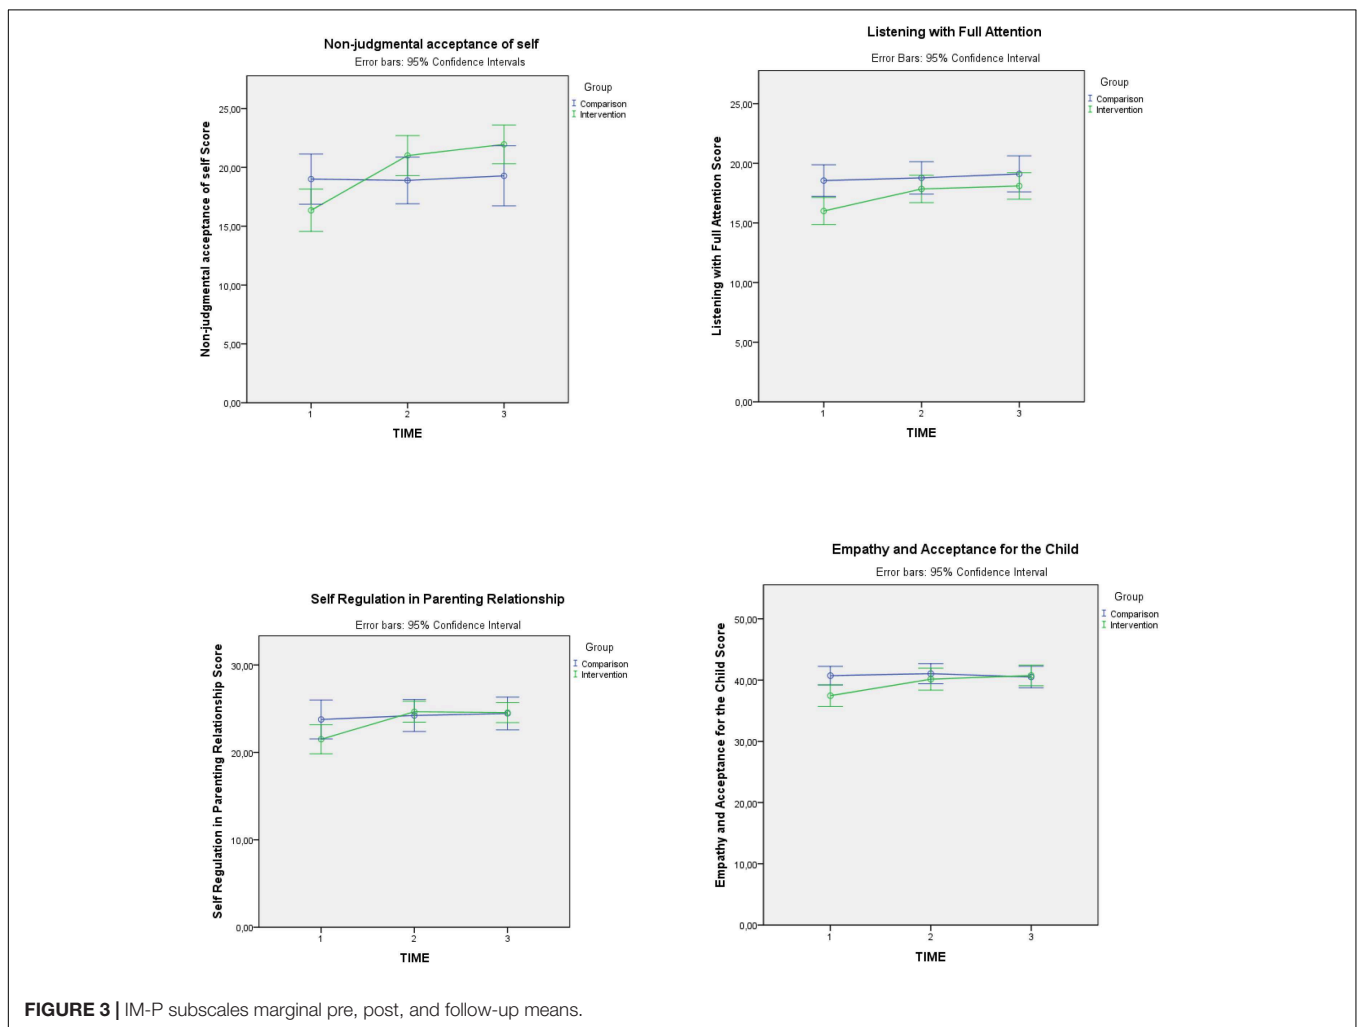 Non-judgmental acceptance of self
Error bars: 95% Confidence Intervals
Group
Comparison
Intervention
Non-judgmental acceptance of self Score
25,00
20,00
15,00
10,00
5,00
0,00
1 2 3
TIME
Listening with Full Attention
Error Bars: 95% Confidence Interval
Group
Comparison
Intervention
Listening with Full Attention Score
25,00
20,00
15,00
10,00
5,00
0,00
1 2 3
TIME
Self Regulation in Parenting Relationship
Error bars: 95% Confidence Interval
Group
Comparison
Intervention
Self Regulation in Parenting Relationship Score
30,00
20,00
10,00
0,00
1 2 3
TIME
Empathy and Acceptance for the Child
Error bars: 95% Confidence Interval
Group
Comparison
Intervention
Empathy and Acceptance for the Child Score
50,00
40,00
30,00
20,00
10,00
0,00
1 2 3
TIME
FIGURE 3 | IM-P subscales marginal pre, post, and follow-up means.